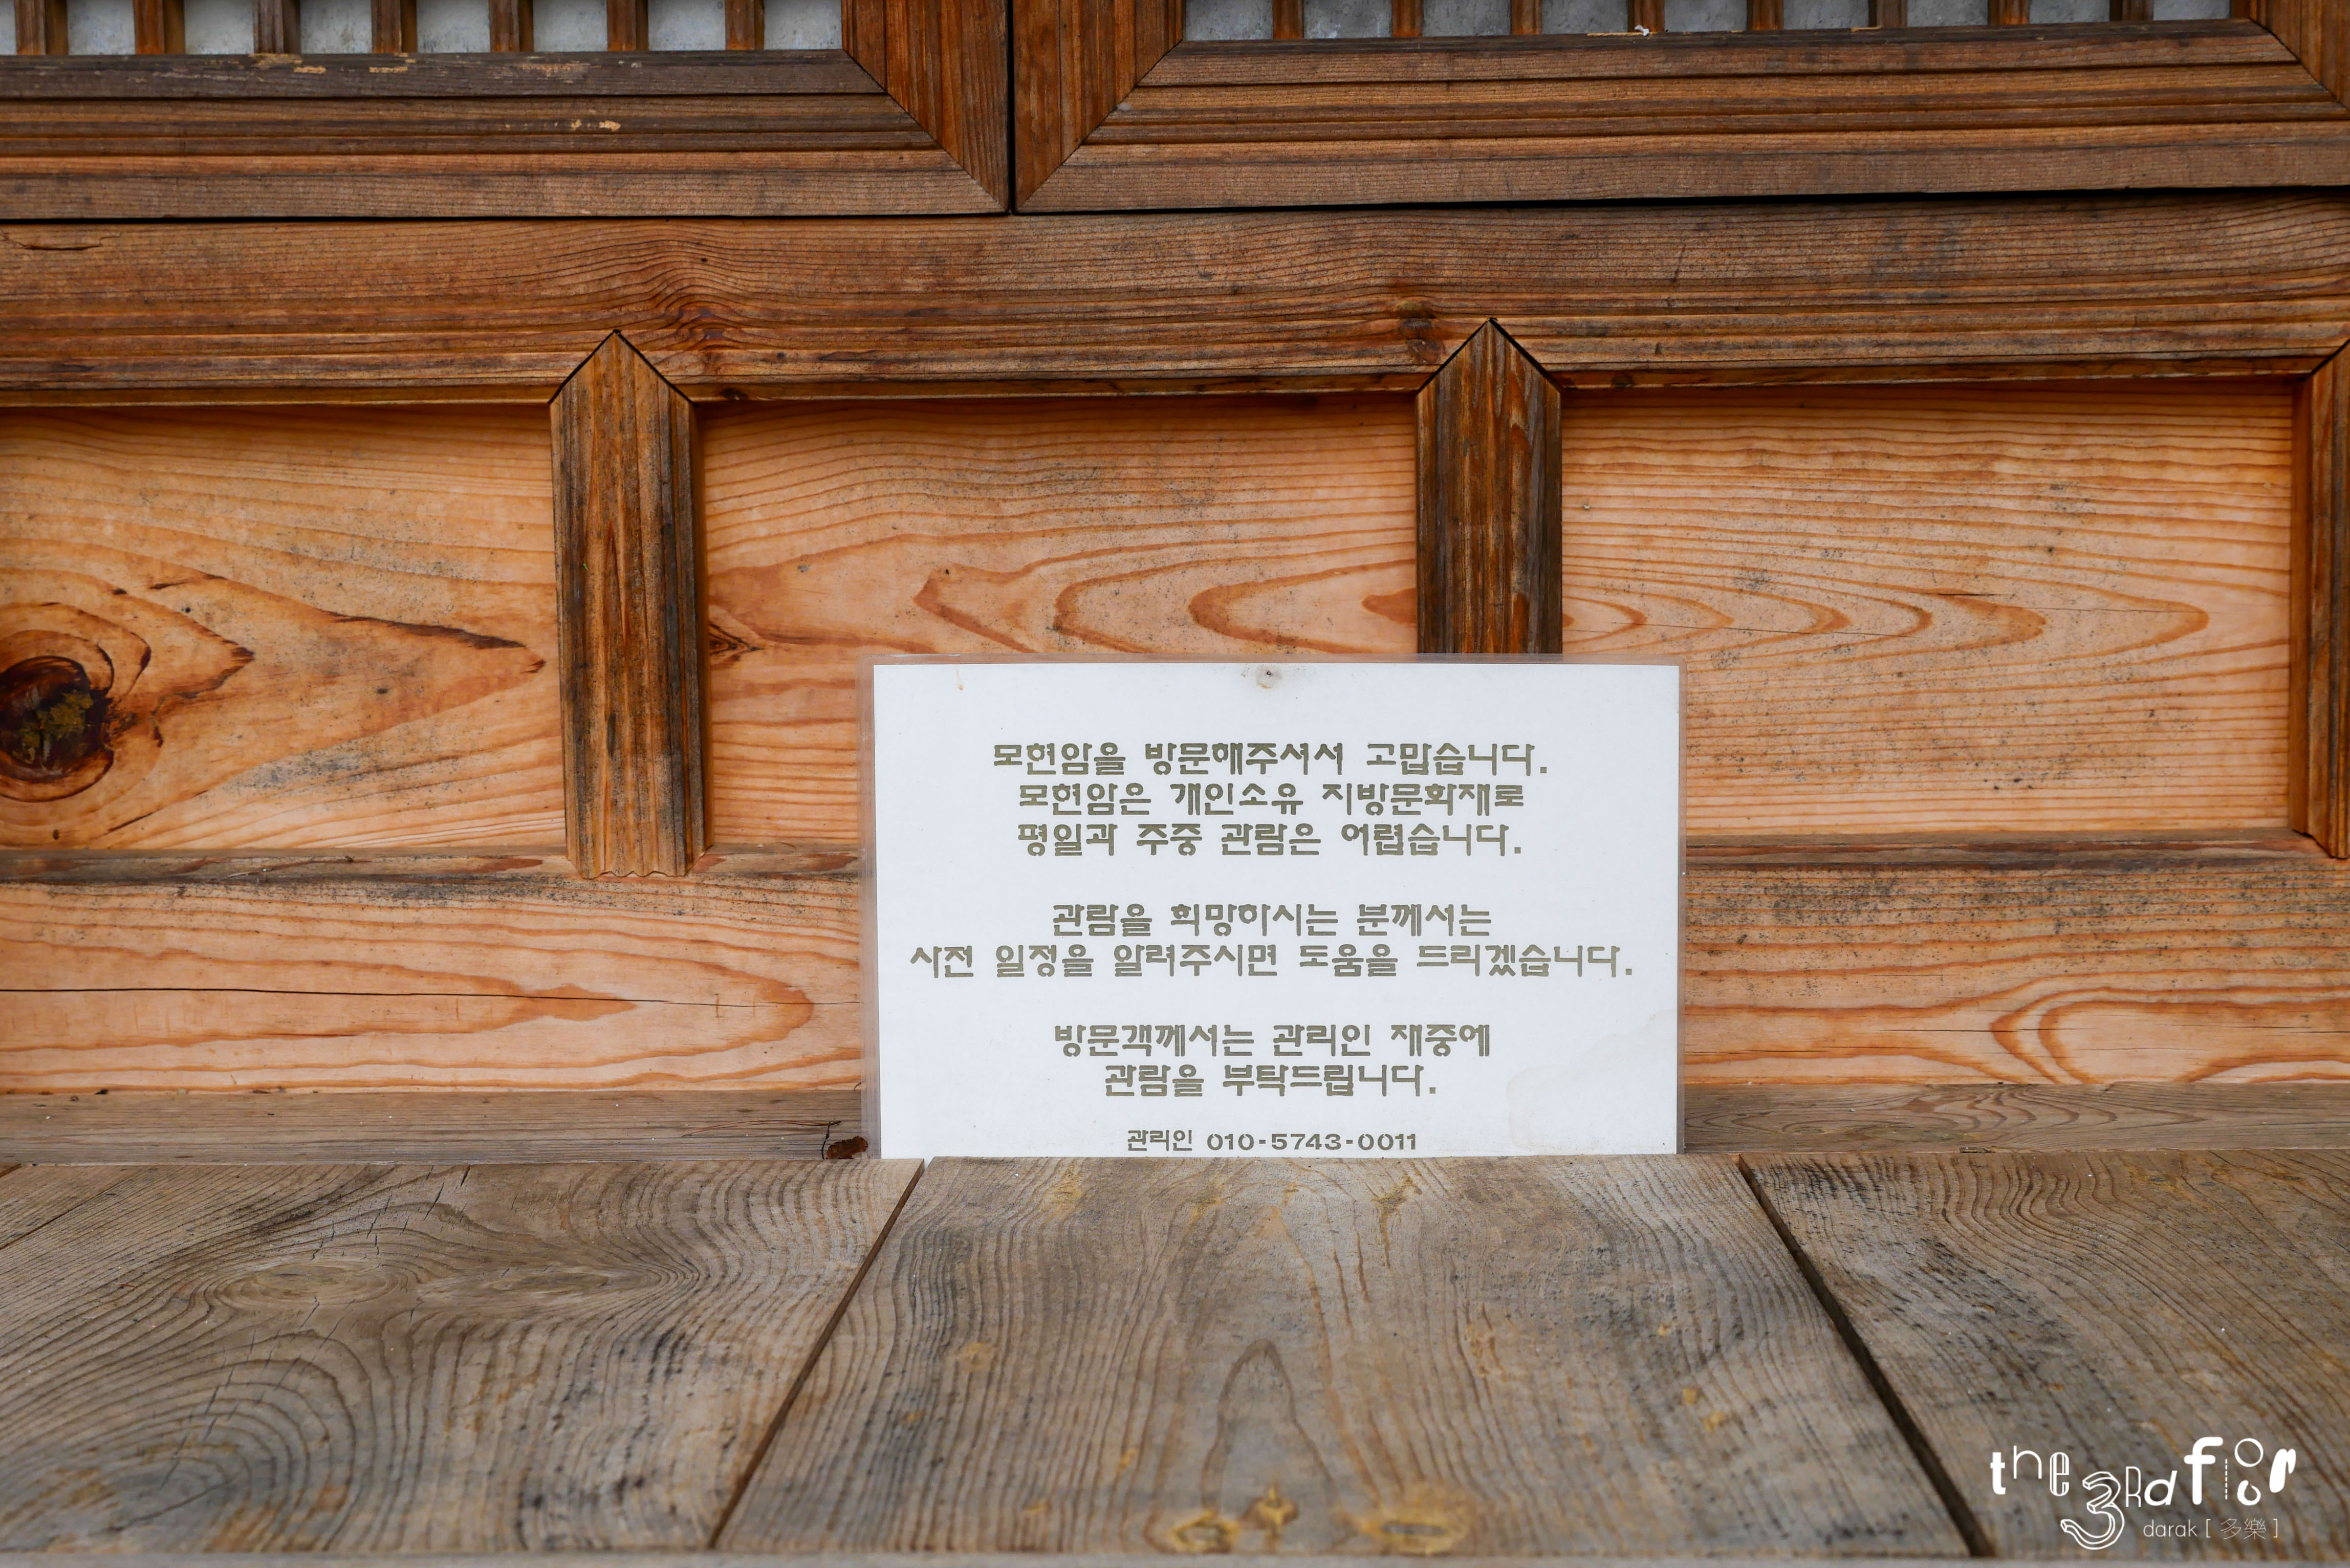 모현암을 방문해주셔서 고맙습니다.
모현암은 개인소유 지방문화재로
평일과 주중 관람은 어렵습니다.
관람을 희망하시는 분께서는
사전 일정을 알려주시면 도움을 드리겠습니다.
방문객께서는 관리인 재중에
관람을 부탁드립니다.
관리인 010-5743-0011
the 3Rd floor
darak [ 多樂 ]